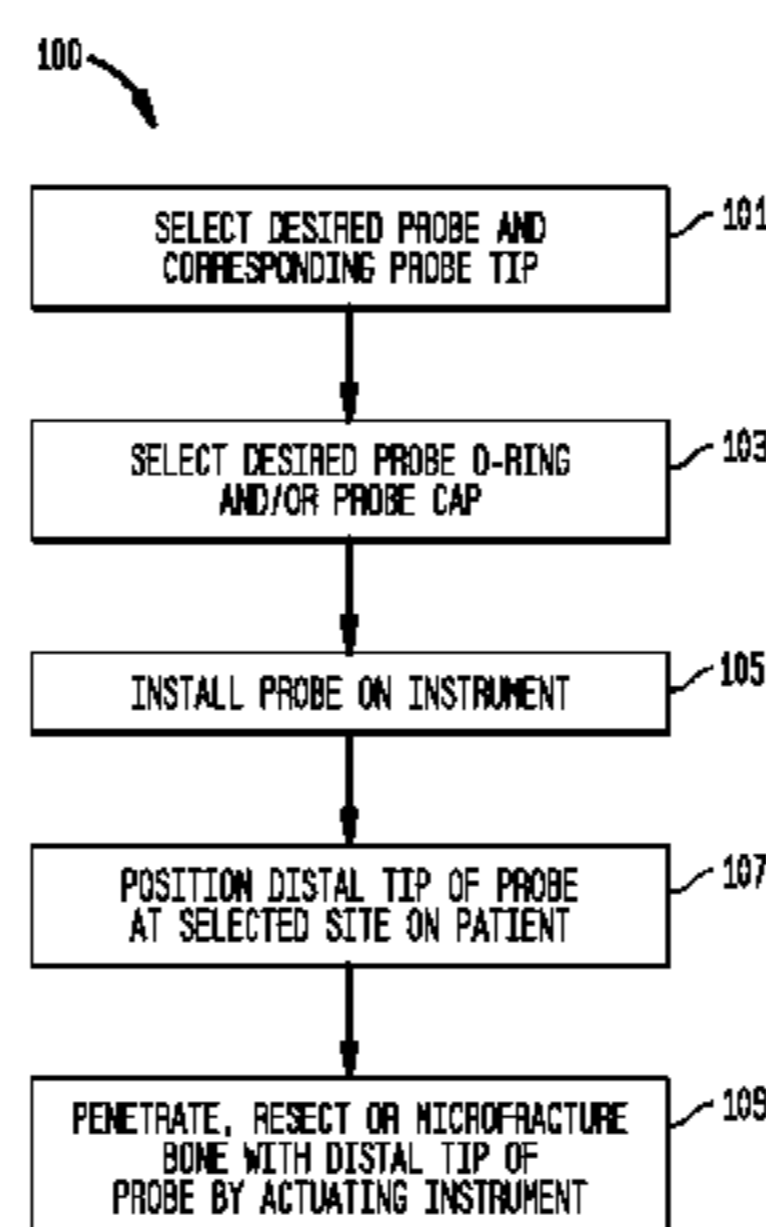 100
SELECT DESIRED PROBE AND
CORRESPONDING PROBE TIP
101
SELECT DESIRED PROBE O-RING
AND/OR PROBE CAP
103
INSTALL PROBE ON INSTRUMENT
105
POSITION DISTAL TIP OF PROBE
AT SELECTED SITE ON PATIENT
107
PENETRATE, RESECT OR MICROFRACTURE
BONE WITH DISTAL TIP OF
PROBE BY ACTUATING INSTRUMENT
109